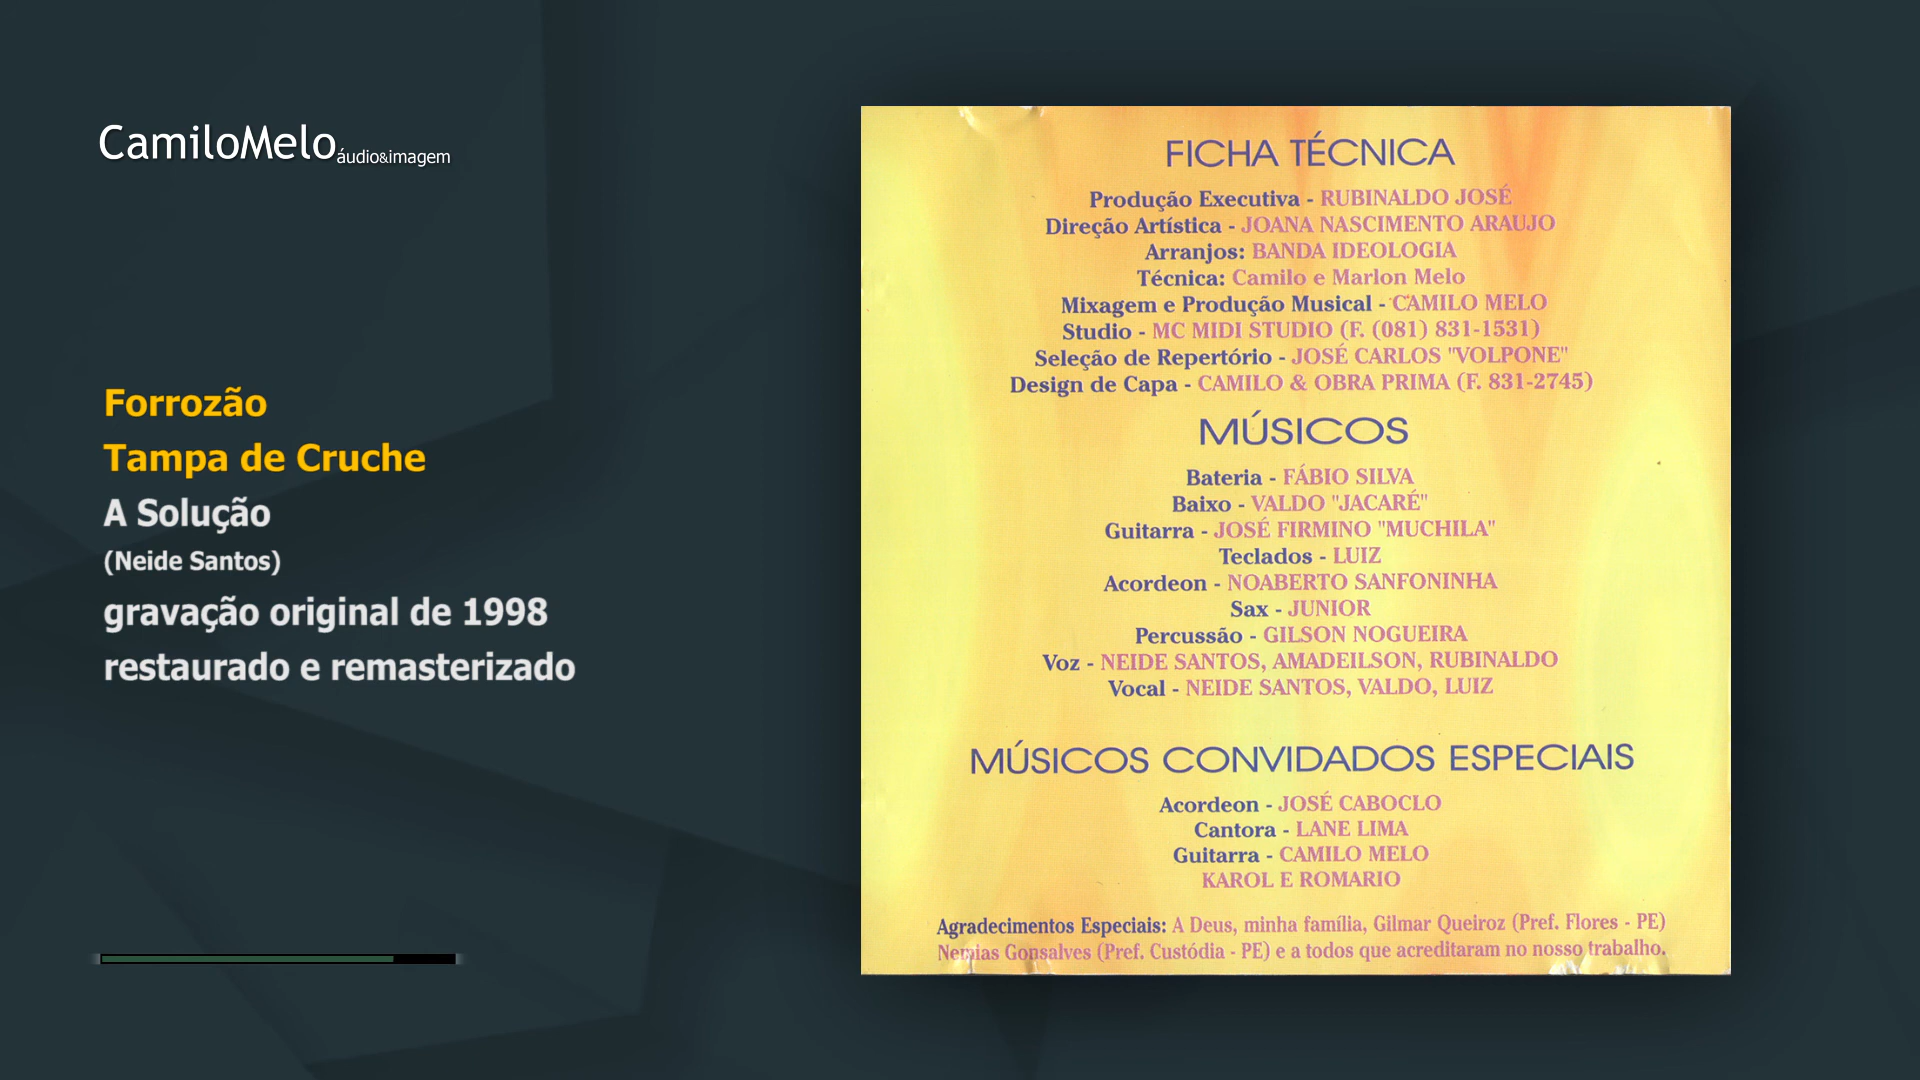 CamiloMelo áudio&imagem
Forrozão
Tampa de Cruche
A Solução
(Neide Santos)
gravação original de 1998
restaurado e remasterizado
FICHA TÉCNICA
Produção Executiva - RUBINALDO JOSÉ
Direção Artística - JOANA NASCIMENTO ARAUJO
Arranjos: BANDA IDEOLOGIA
Técnica: Camilo e Marlon Melo
Mixagem e Produção Musical - CAMILO MELO
Studio - MC MIDI STUDIO (F. (081) 831-1531)
Seleção de Repertório - JOSÉ CARLOS "VOLPONE"
Design de Capa - CAMILO & OBRA PRIMA (F. 831-2745)
MÚSICOS
Bateria - FÁBIO SILVA
Baixo - VALDO "JACARÉ"
Guitarra - JOSÉ FIRMINO "MUCHILA"
Teclados - LUIZ
Acordeon - NOABERTO SANFONINHA
Sax - JUNIOR
Percussão - GILSON NOGUEIRA
Voz - NEIDE SANTOS, AMADEILSON, RUBINALDO
Vocal - NEIDE SANTOS, VALDO, LUIZ
MÚSICOS CONVIDADOS ESPECIAIS
Acordeon - JOSÉ CABOCLO
Cantora - LANE LIMA
Guitarra - CAMILO MELO
KAROL E ROMARIO
Agradecimentos Especiais: A Deus, minha família, Gilmar Queiroz (Pref. Flores - PE)
Nemias Gonsalves (Pref. Custódia - PE) e a todos que acreditaram no nosso trabalho.